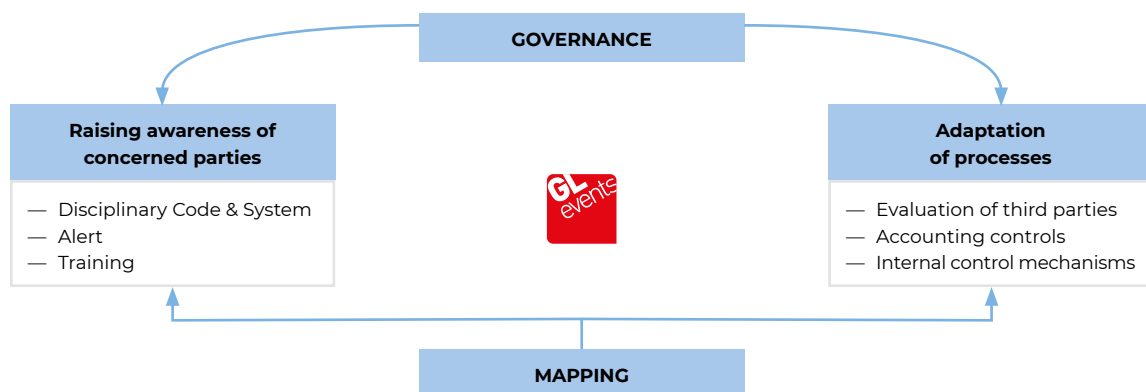 GOVERNANCE
Raising awareness of
concerned parties
— Disciplinary Code & System
— Alert
— Training
GL
events
Adaptation
of processes
— Evaluation of third parties
— Accounting controls
— Internal control mechanisms
MAPPING